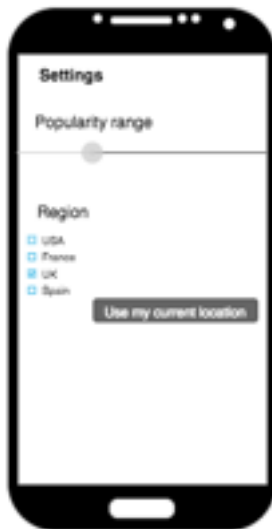 Settings
Popularity range
Region
USA
France
UK
Spain
Use my current location